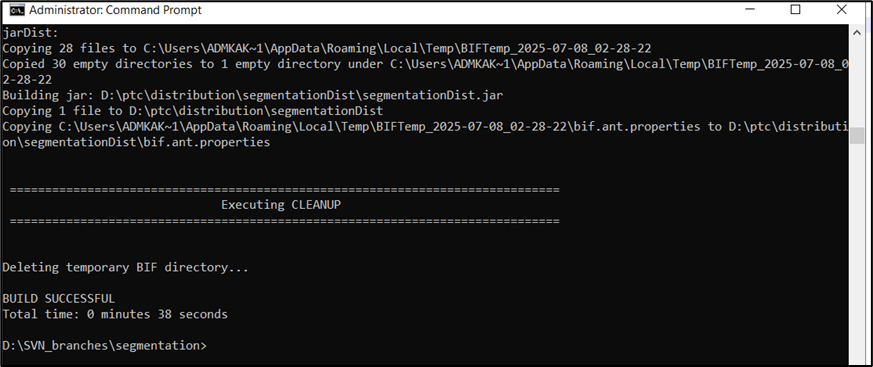 Administrator: Command Prompt
jarDist:
Copying 28 files to C:\Users\ADMKAK~1\AppData\Roaming\Local\Temp\BIFTemp_2025-07-08_02-28-22
Copied 30 empty directories to 1 empty directory under C:\Users\ADMKAK~1\AppData\Roaming\Local\Temp\BIFTemp_2025-07-08_0
2-28-22
Building jar: D:\ptc\distribution\segmentationDist\segmentationDist.jar
Copying 1 file to D:\ptc\distribution\segmentationDist
Copying C:\Users\ADMKAK~1\AppData\Roaming\Local\Temp\BIFTemp_2025-07-08_02-28-22\bif.ant.properties to D:\ptc\distributi
on\segmentationDist\bif.ant.properties
==============================================================================
Executing CLEANUP
==============================================================================
Deleting temporary BIF directory...
BUILD SUCCESSFUL
Total time: 0 minutes 38 seconds
D:\SVN_branches\segmentation>